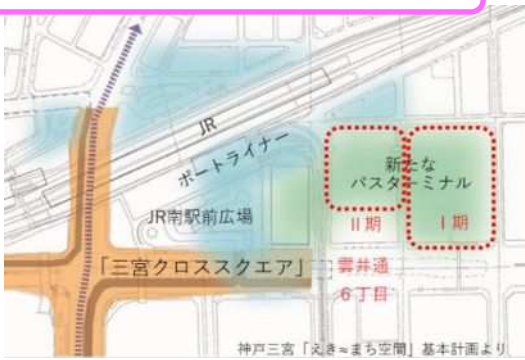 JR
ポートライナー
新たな
バスターミナル
JR南駅前広場
II期
I期
「三宮クロススクエア」
雲井通
6丁目
神戸三宮「えき≈まち空間」基本計画より